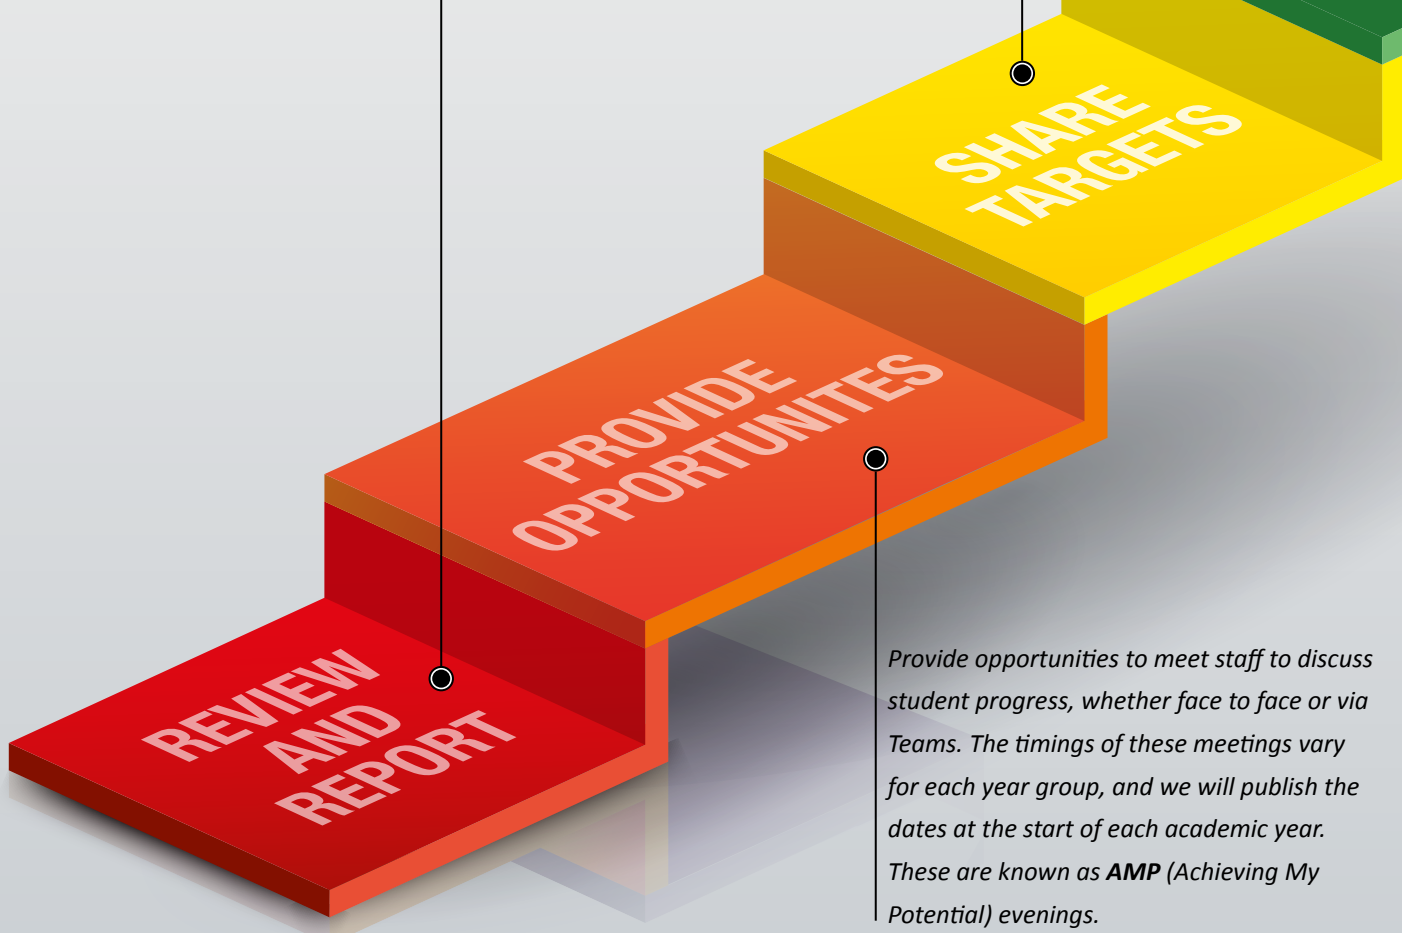 SHARE
TARGETS
PROVIDE
OPPORTUNITES
REVIEW
AND
REPORT
Provide opportunities to meet staff to discuss
student progress, whether face to face or via
Teams. The timings of these meetings vary
for each year group, and we will publish the
dates at the start of each academic year.
These are known as AMP (Achieving My
Potential) evenings.